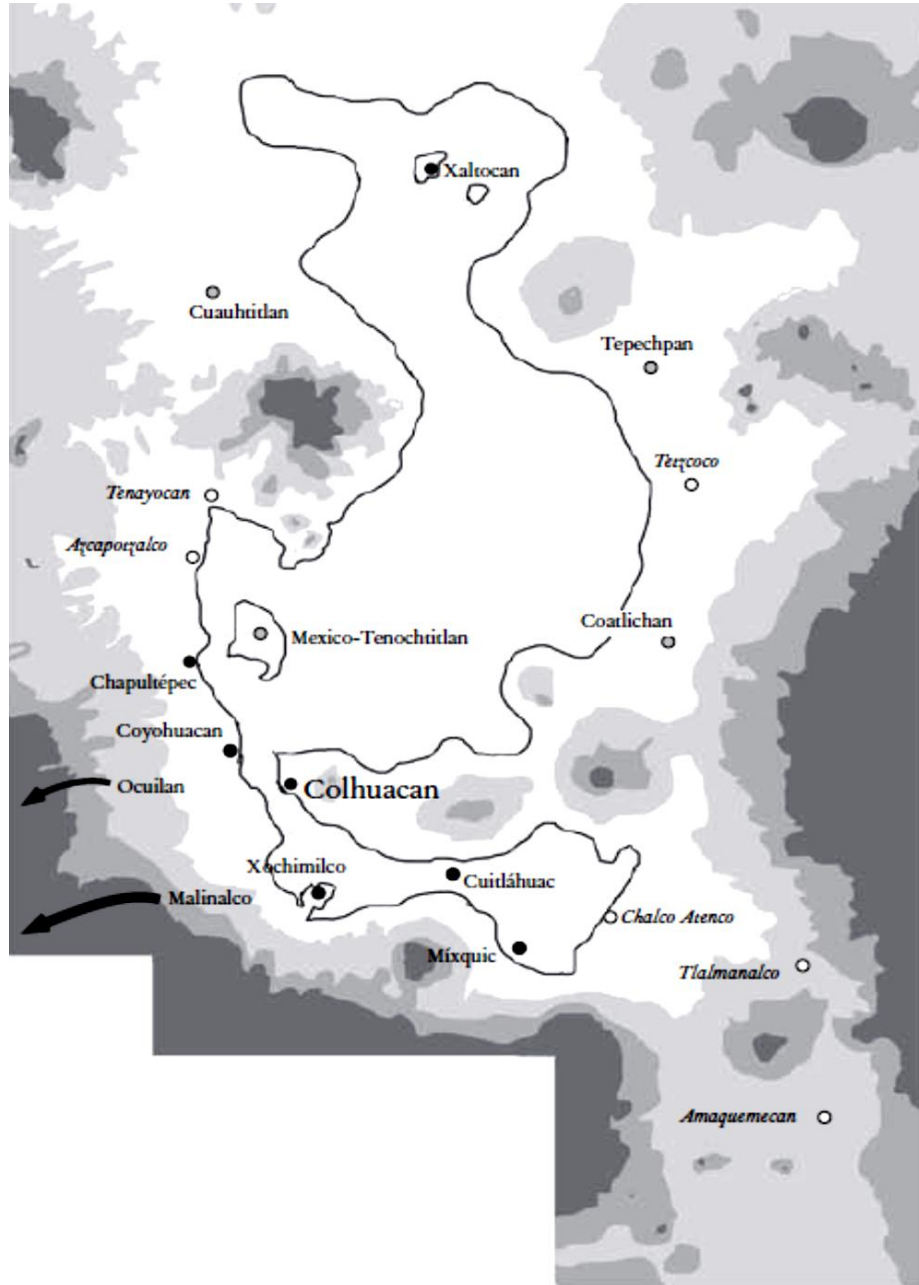 Xaltocan
Cuauhtitlan
Tepechpan
Tetzcoco
Tenayocan
Azcapotzalco
Coatlichan
Mexico-Tenochtitlan
Chapultépec
Coyohuacan
Ocuilan
Colhuacan
Xochimilco
Cuitláhuac
Malinalco
Chalco Atenco
Míxquic
Tlalmanalco
Amaquemecan